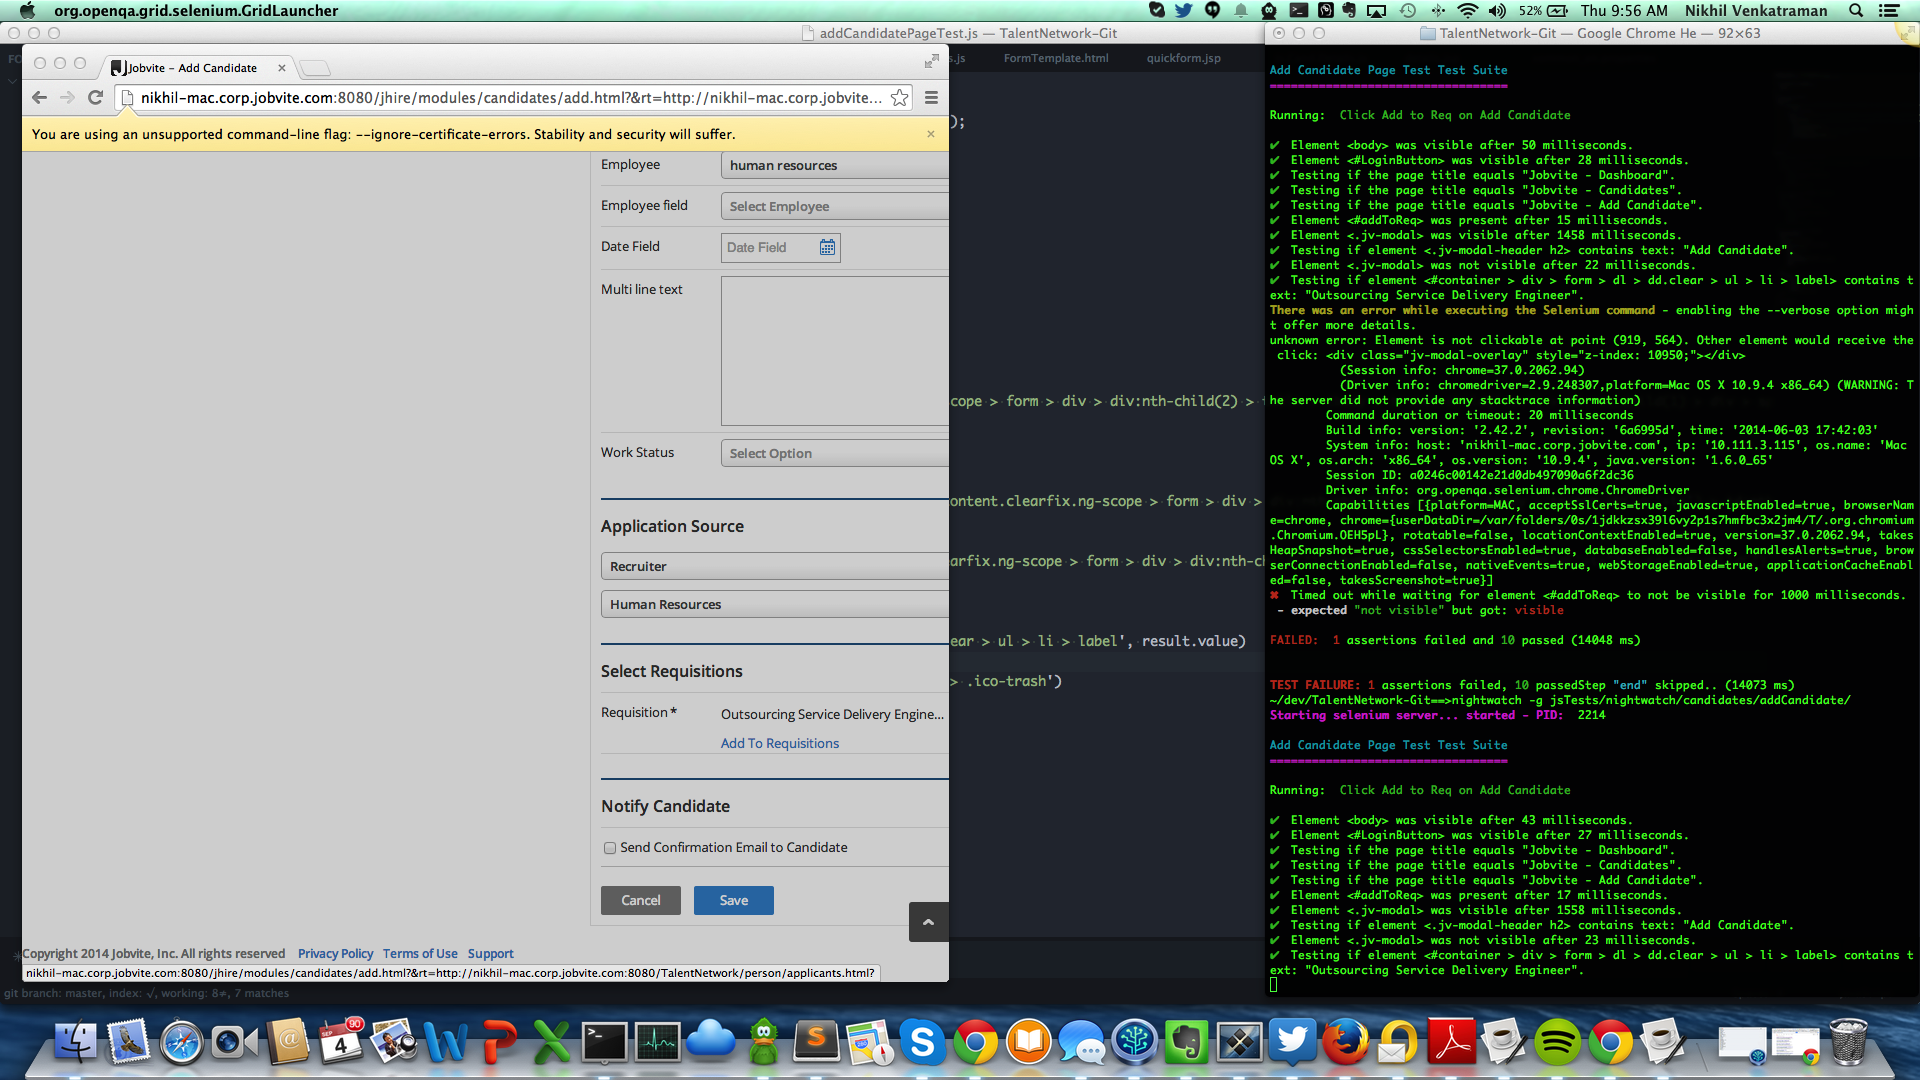 org.openqa.grid.selenium.GridLauncher
52%
Thu 9:56 AM
Nikhil Venkatraman
addCandidatePageTest.js — TalentNetwork-Git
FormTemplate.html
quickform.jsp
Jobvite - Add Candidate
nikhil-mac.corp.jobvite.com:8080/jhire/modules/candidates/add.html?&rt=http://nikhil-mac.corp.jobvite...
You are using an unsupported command-line flag: --ignore-certificate-errors. Stability and security will suffer.
Employee
human resources
Employee field
Select Employee
Date Field
Date Field
Multi line text
Work Status
Select Option
Application Source
Recruiter
Human Resources
Select Requisitions
Requisition *
Outsourcing Service Delivery Engine...
Add To Requisitions
Notify Candidate
Send Confirmation Email to Candidate
Cancel
Save
Copyright 2014 Jobvite, Inc. All rights reserved Privacy Policy Terms of Use Support
nikhil-mac.corp.jobvite.com:8080/jhire/modules/candidates/add.html?&rt=http://nikhil-mac.corp.jobvite.com:8080/TalentNetwork/person/applicants.html?
git branch: master, index: √, working: 8≠, 7 matches
);
cope > form > div > div:nth-child(2) >
ontent.clearfix.ng-scope > form > div >
arfix.ng-scope > form > div > div:nth-c
ear > ul > li > label', result.value)
> .ico-trash')
TalentNetwork-Git — Google Chrome He — 92×63
Add Candidate Page Test Test Suite
==================================
Running: Click Add to Req on Add Candidate
✔ Element <body> was visible after 50 milliseconds.
✔ Element <#LoginButton> was visible after 28 milliseconds.
✔ Testing if the page title equals "Jobvite - Dashboard".
✔ Testing if the page title equals "Jobvite - Candidates".
✔ Testing if the page title equals "Jobvite - Add Candidate".
✔ Element <#addToReq> was present after 15 milliseconds.
✔ Element <.jv-modal> was visible after 1458 milliseconds.
✔ Testing if element <.jv-modal-header h2> contains text: "Add Candidate".
✔ Element <.jv-modal> was not visible after 22 milliseconds.
✔ Testing if element <#container > div > form > dl > dd.clear > ul > li > label> contains t
ext: "Outsourcing Service Delivery Engineer".
There was an error while executing the Selenium command - enabling the --verbose option migh
t offer more details.
unknown error: Element is not clickable at point (919, 564). Other element would receive the
click: <div class="jv-modal-overlay" style="z-index: 10950;"></div>
(Session info: chrome=37.0.2062.94)
(Driver info: chromedriver=2.9.248307,platform=Mac OS X 10.9.4 x86_64) (WARNING: T
he server did not provide any stacktrace information)
Command duration or timeout: 20 milliseconds
Build info: version: '2.42.2', revision: '6a6995d', time: '2014-06-03 17:42:03'
System info: host: 'nikhil-mac.corp.jobvite.com', ip: '10.111.3.115', os.name: 'Mac
OS X', os.arch: 'x86_64', os.version: '10.9.4', java.version: '1.6.0_65'
Session ID: a0246c00142e21d0db497090a6f2dc36
Driver info: org.openqa.selenium.chrome.ChromeDriver
Capabilities [{platform=MAC, acceptSslCerts=true, javascriptEnabled=true, browserNam
e=chrome, chrome={userDataDir=/var/folders/0s/1jdkkzsx39l6vy2p1s7hmfbc3x2jm4/T/.org.chromium
.Chromium.OEH5pL}, rotatable=false, locationContextEnabled=true, version=37.0.2062.94, takes
HeapSnapshot=true, cssSelectorsEnabled=true, databaseEnabled=false, handlesAlerts=true, brow
serConnectionEnabled=false, nativeEvents=true, webStorageEnabled=true, applicationCacheEnabl
ed=false, takesScreenshot=true}]
✖ Timed out while waiting for element <#addToReq> to not be visible for 1000 milliseconds.
- expected "not visible" but got: visible
FAILED: 1 assertions failed and 10 passed (14048 ms)
TEST FAILURE: 1 assertions failed, 10 passedStep "end" skipped.. (14073 ms)
~/dev/TalentNetwork-Git==>nightwatch -g jsTests/nightwatch/candidates/addCandidate/
Starting selenium server... started - PID: 2214
Add Candidate Page Test Test Suite
==================================
Running: Click Add to Req on Add Candidate
✔ Element <body> was visible after 43 milliseconds.
✔ Element <#LoginButton> was visible after 27 milliseconds.
✔ Testing if the page title equals "Jobvite - Dashboard".
✔ Testing if the page title equals "Jobvite - Candidates".
✔ Testing if the page title equals "Jobvite - Add Candidate".
✔ Element <#addToReq> was present after 17 milliseconds.
✔ Element <.jv-modal> was visible after 1558 milliseconds.
✔ Testing if element <.jv-modal-header h2> contains text: "Add Candidate".
✔ Element <.jv-modal> was not visible after 23 milliseconds.
✔ Testing if element <#container > div > form > dl > dd.clear > ul > li > label> contains t
ext: "Outsourcing Service Delivery Engineer".
SEP
4
90